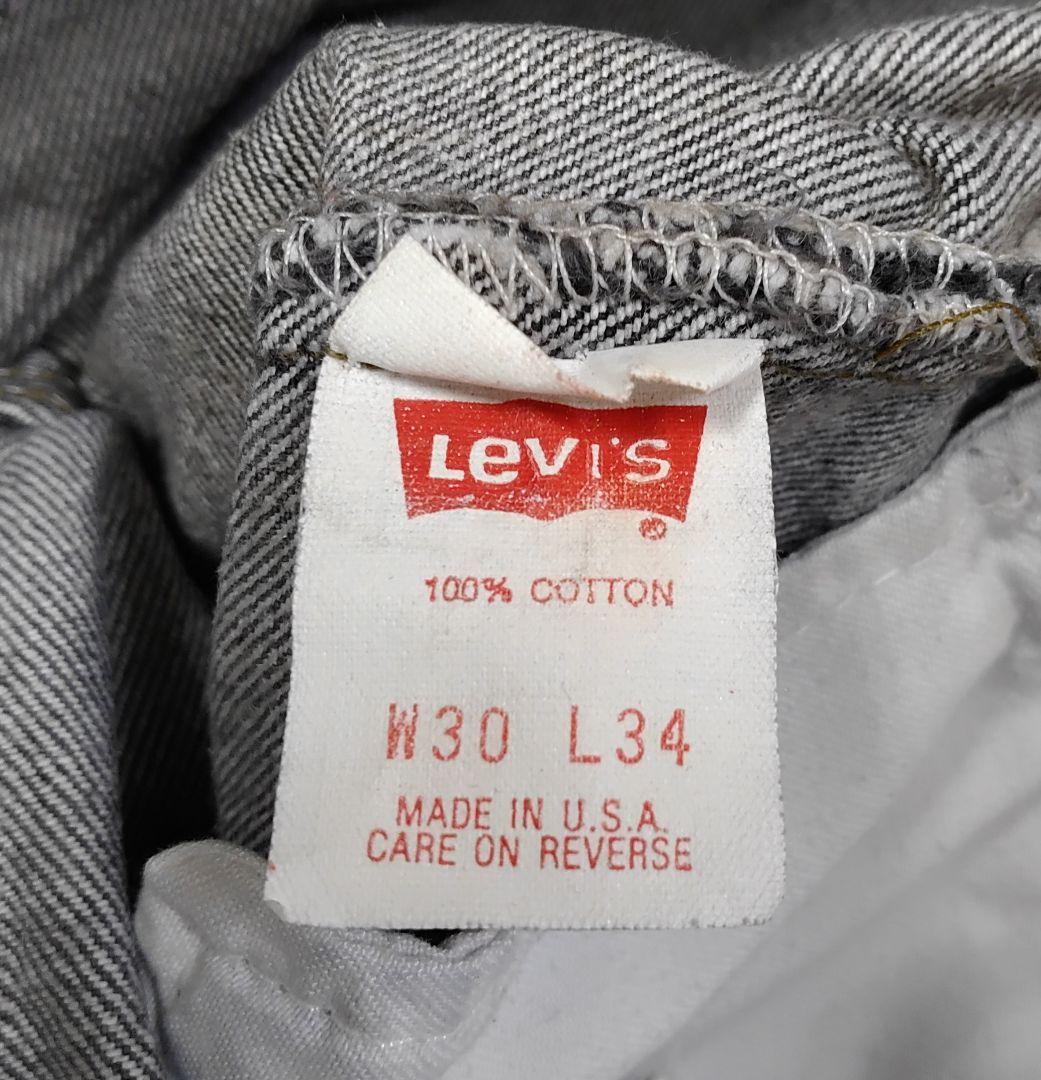 Levi's
®
100% COTTON
W30 L34
MADE IN U.S.A.
CARE ON REVERSE